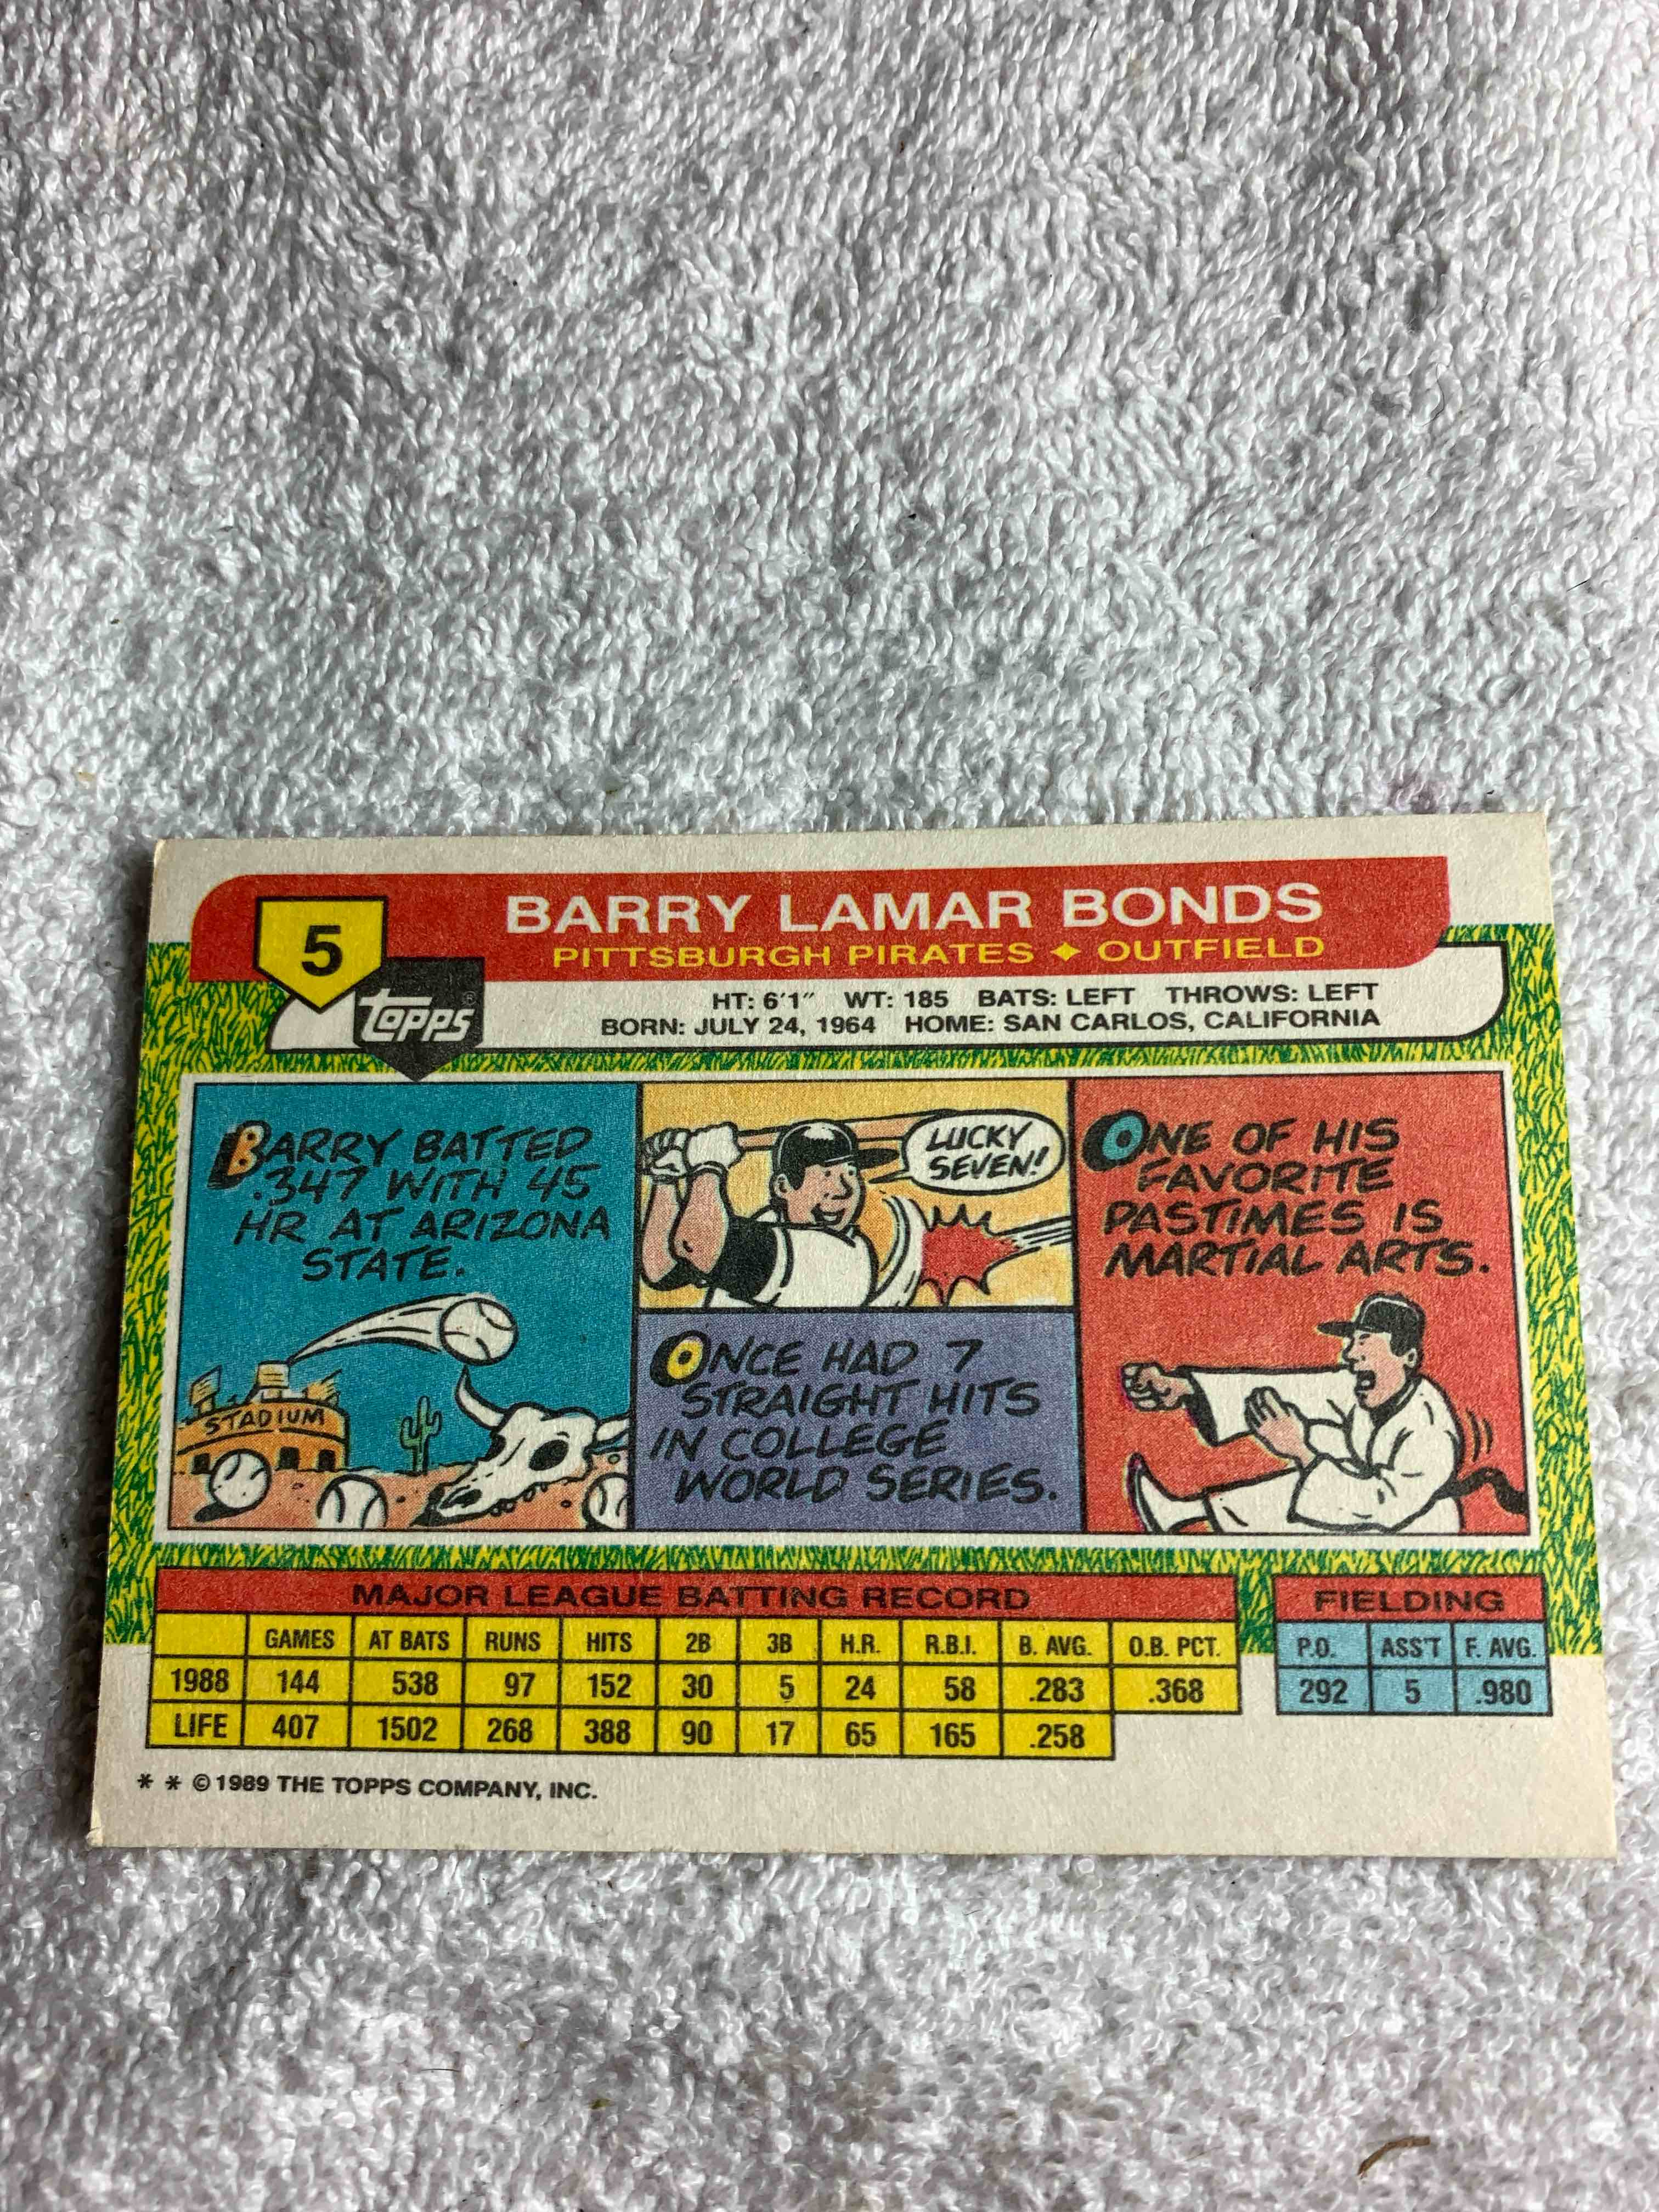 5
topps®
BARRY LAMAR BONDS
PITTSBURGH PIRATES ✦ OUTFIELD
HT: 6'1" WT: 185 BATS: LEFT THROWS: LEFT
BORN: JULY 24, 1964 HOME: SAN CARLOS, CALIFORNIA
BARRY BATTED
.347 WITH 45
HR AT ARIZONA
STATE.
STADIUM
LUCKY
SEVEN!
ONCE HAD 7
STRAIGHT HITS
IN COLLEGE
WORLD SERIES.
ONE OF HIS
FAVORITE
PASTIMES IS
MARTIAL ARTS.
MAJOR LEAGUE BATTING RECORD
GAMES AT BATS RUNS HITS 2B 3B H.R. R.B.I. B. AVG. O.B. PCT.
1988 144 538 97 152 30 5 24 58 .283 .368
LIFE 407 1502 268 388 90 17 65 165 .258
FIELDING
P.O. ASS'T F. AVG.
292 5 .980
* * © 1989 THE TOPPS COMPANY, INC.